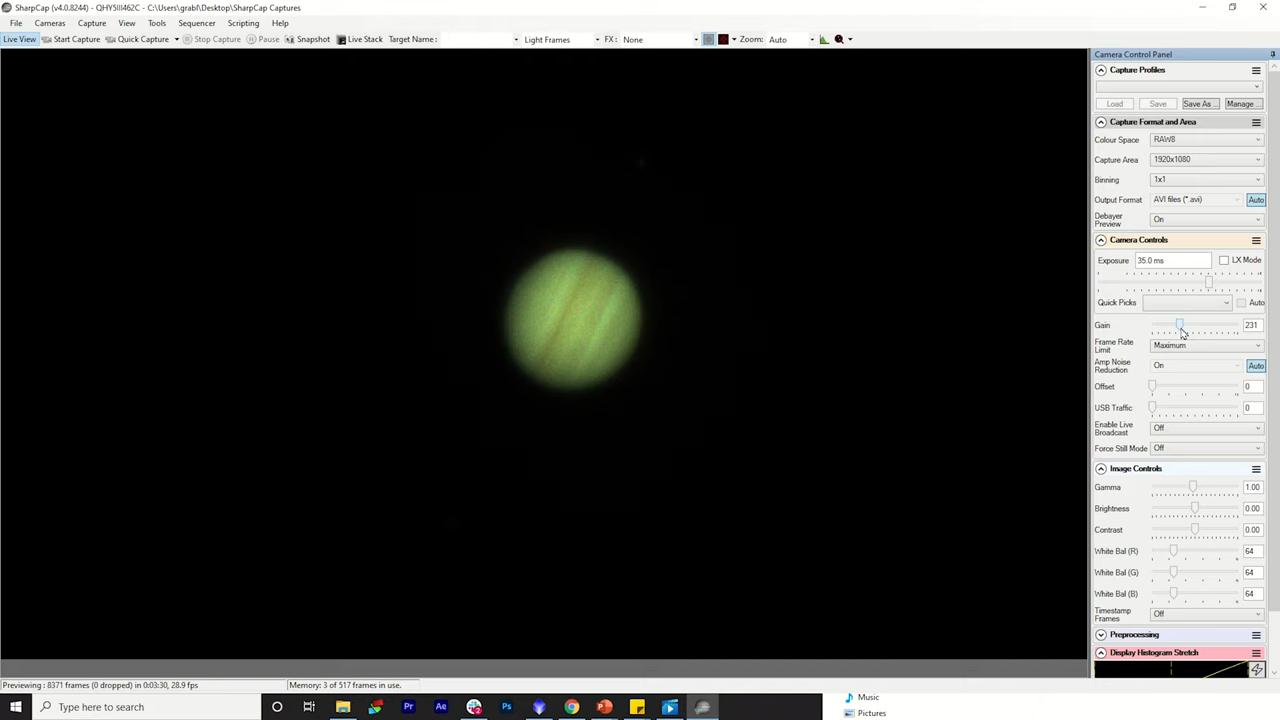 SharpCap (v4.0.8244) - QHY5III462C - C:\Users\grabf\Desktop\SharpCap Captures
File Cameras Capture View Tools Sequencer Scripting Help
Live View Start Capture Quick Capture Stop Capture Pause Snapshot Live Stack Target Name : Light Frames FX: None Zoom: Auto
Camera Control Panel
Capture Profiles
Load Save Save As ... Manage ...
Capture Format and Area
Colour Space RAW8
Capture Area 1920x1080
Binning 1x1
Output Format AVI files (*.avi) Auto
Debayer Preview On
Camera Controls
Exposure 35.0 ms LX Mode
Quick Picks Auto
Gain 231
Frame Rate Limit Maximum
Amp Noise Reduction On Auto
Offset 0
USB Traffic 0
Enable Live Broadcast Off
Force Still Mode Off
Image Controls
Gamma 1.00
Brightness 0.00
Contrast 0.00
White Bal (R) 64
White Bal (G) 64
White Bal (B) 64
Timestamp Frames Off
Preprocessing
Display Histogram Stretch
Previewing : 8371 frames (0 dropped) in 0:03:30, 28.9 fps Memory: 3 of 517 frames in use.
Type here to search
Pr Ae Ps
Music
Pictures